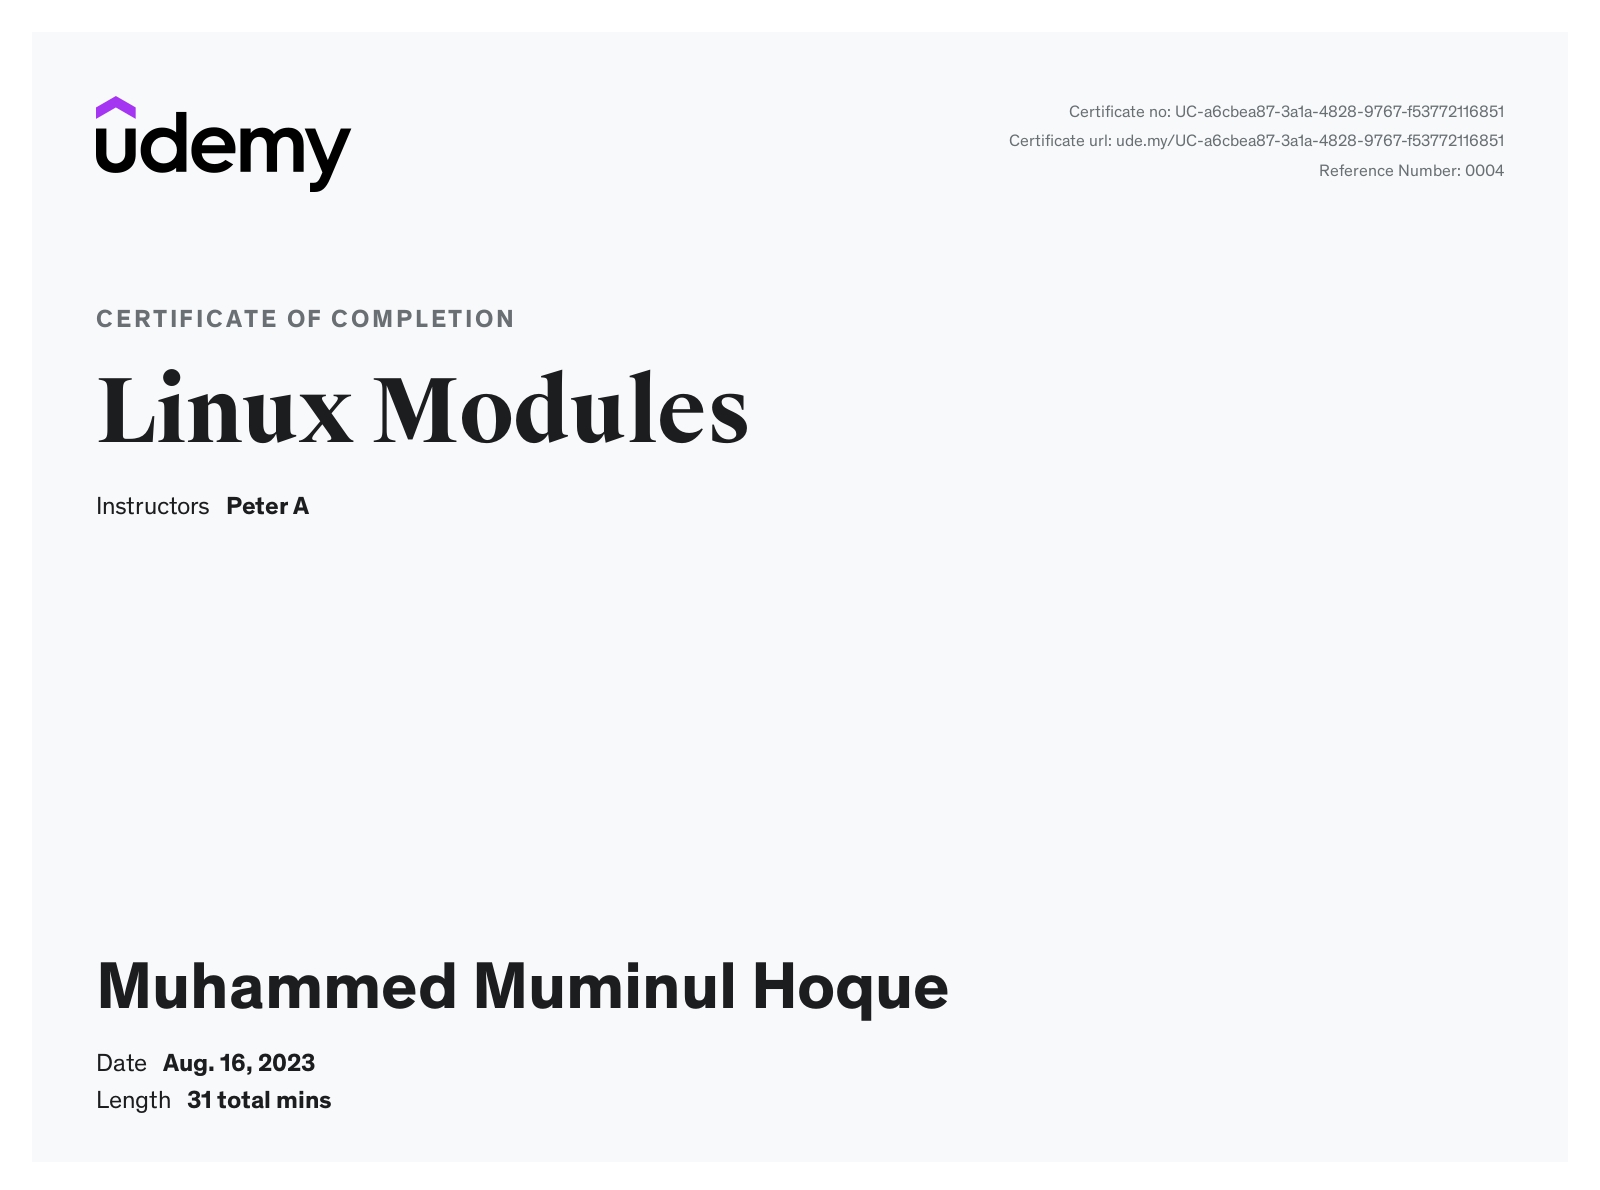 udemy
Certificate no: UC-a6cbea87-3a1a-4828-9767-f53772116851
Certificate url: ude.my/UC-a6cbea87-3a1a-4828-9767-f53772116851
Reference Number: 0004
CERTIFICATE OF COMPLETION
Linux Modules
Instructors Peter A
Muhammed Muminul Hoque
Date Aug. 16, 2023
Length 31 total mins